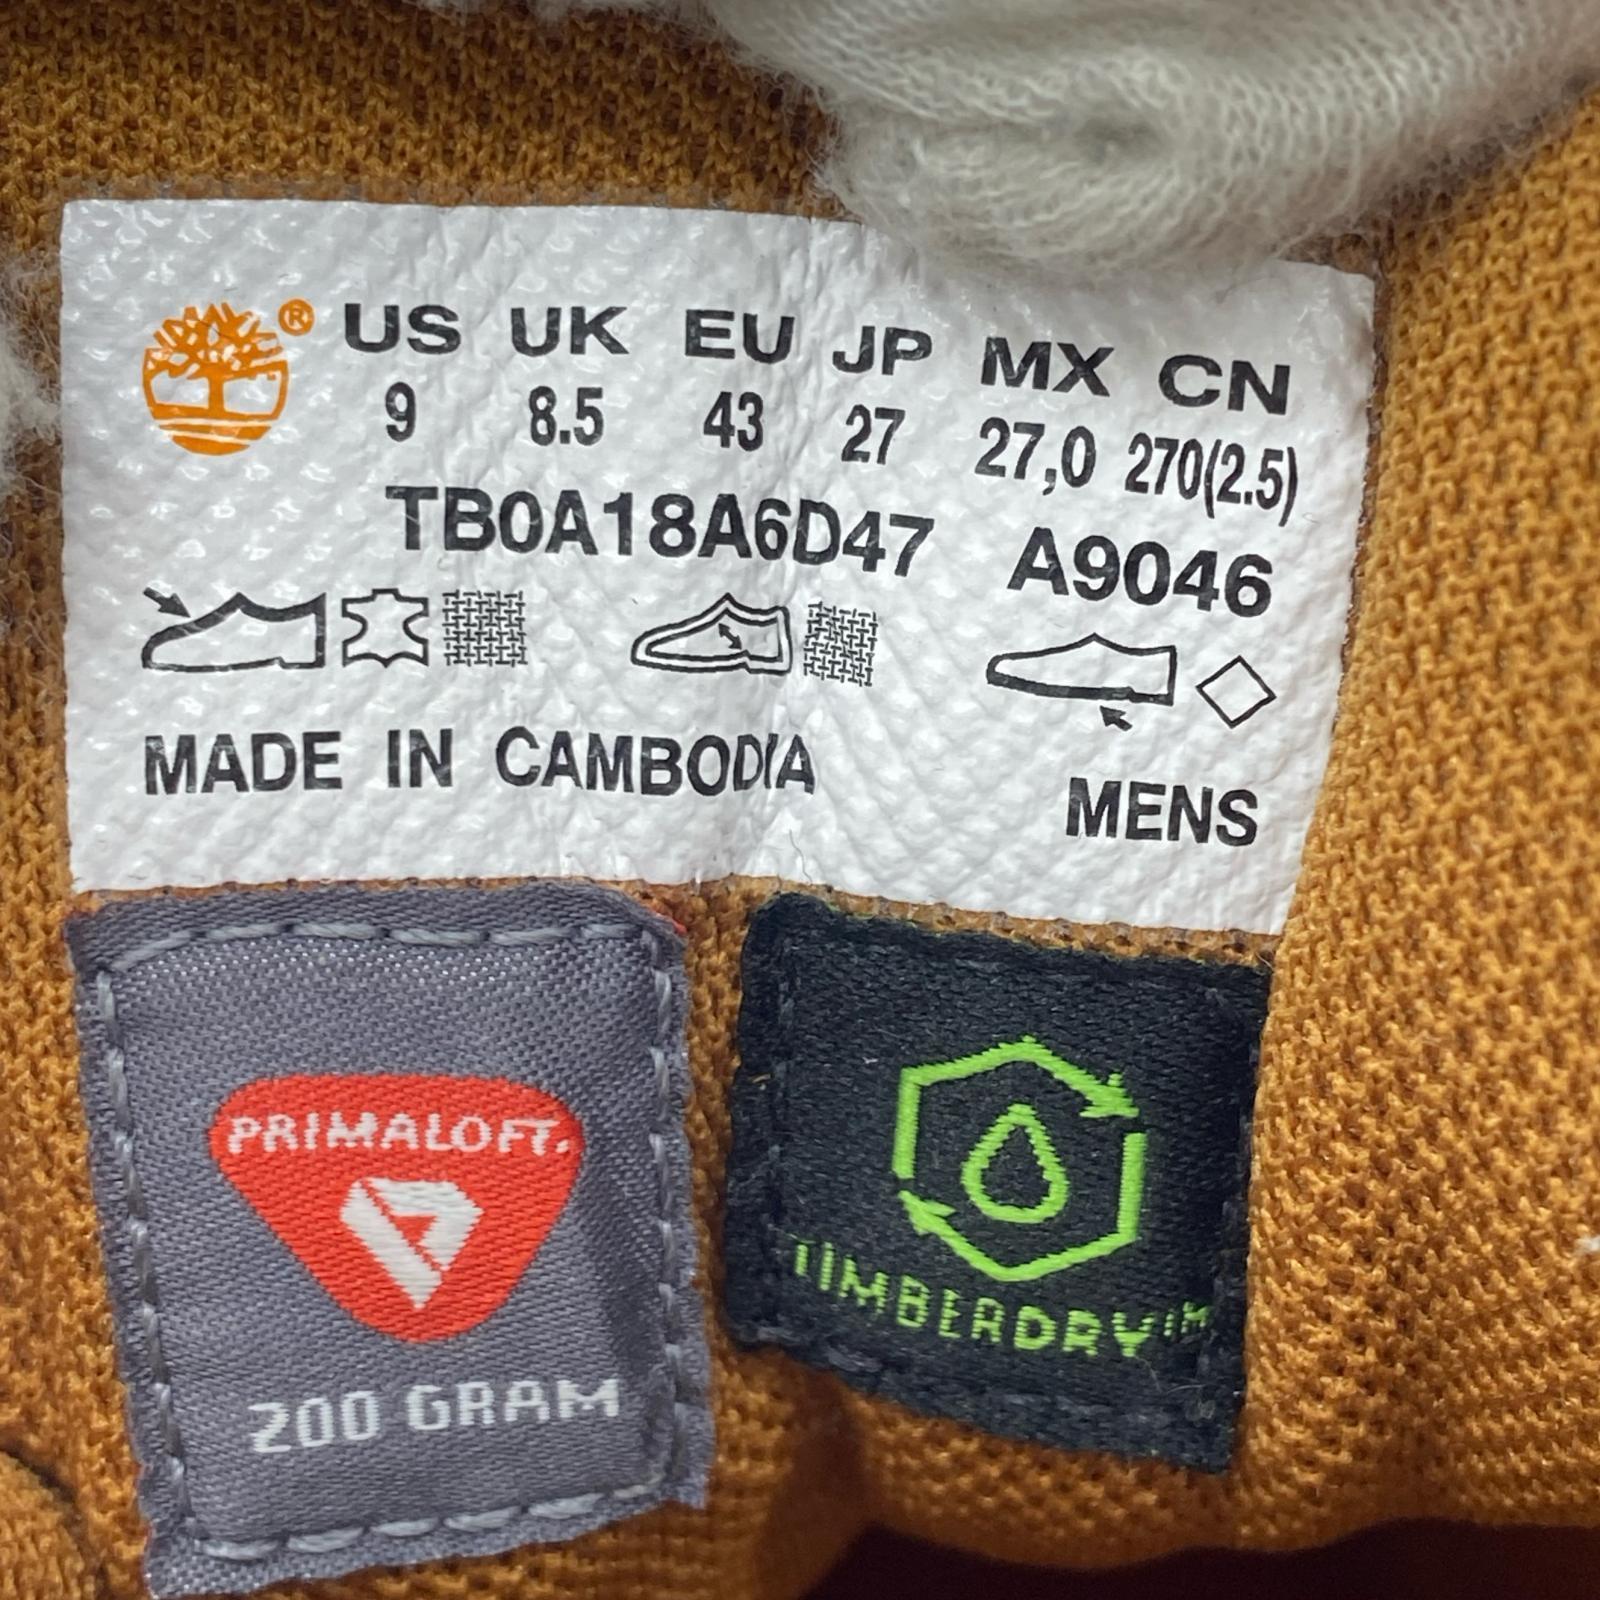 ® US UK EU JP MX CN
9 8.5 43 27 27,0 270(2.5)
TB0A18A6D47 A9046
MADE IN CAMBODIA
MENS
PRIMALOFT.
200 GRAM
TIMBERDRY™